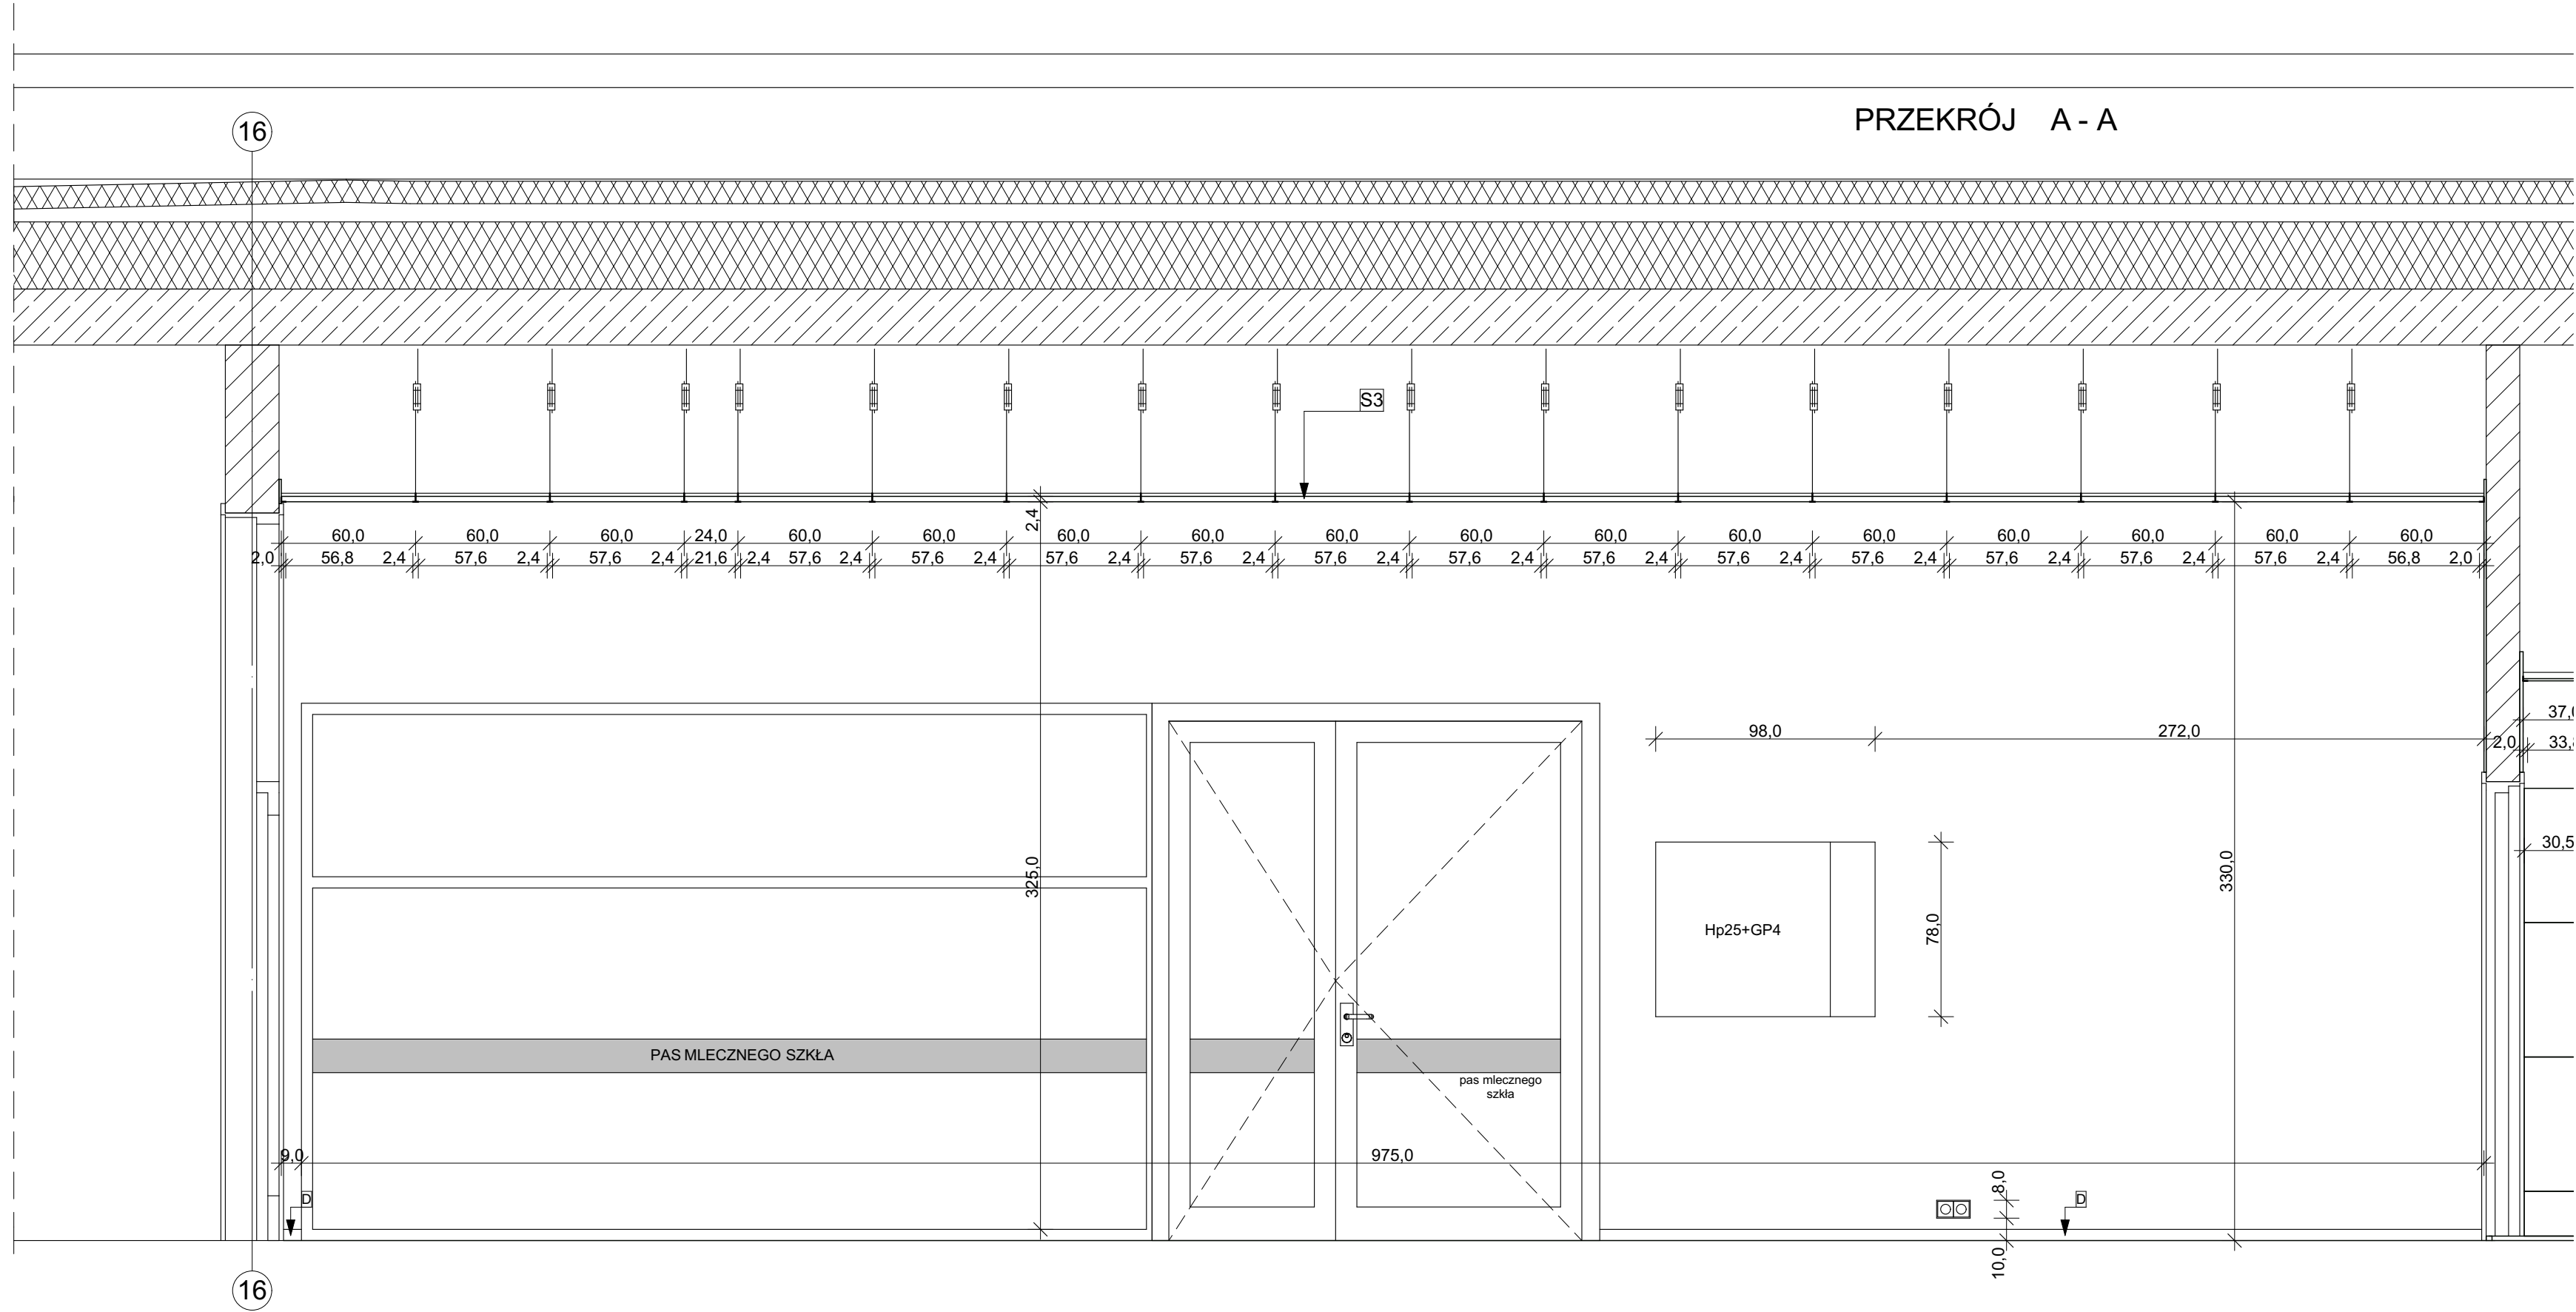 PRZEKRÓJ A - A
16
S3
2,4
60,0 60,0 60,0 24,0 60,0 60,0 60,0 60,0 60,0 60,0 60,0 60,0 60,0 60,0 60,0 60,0 60,0
2,0 56,8 2,4 57,6 2,4 57,6 2,4 21,6 2,4 57,6 2,4 57,6 2,4 57,6 2,4 57,6 2,4 57,6 2,4 57,6 2,4 57,6 2,4 57,6 2,4 57,6 2,4 57,6 2,4 57,6 2,4 57,6 2,4 56,8 2,0
98,0 272,0
2,0
325,0
330,0
30,5
78,0
Hp25+GP4
PAS MLECZNEGO SZKŁA
pas mlecznego
szkła
9,0 975,0
D
8,0
D
10,0
16